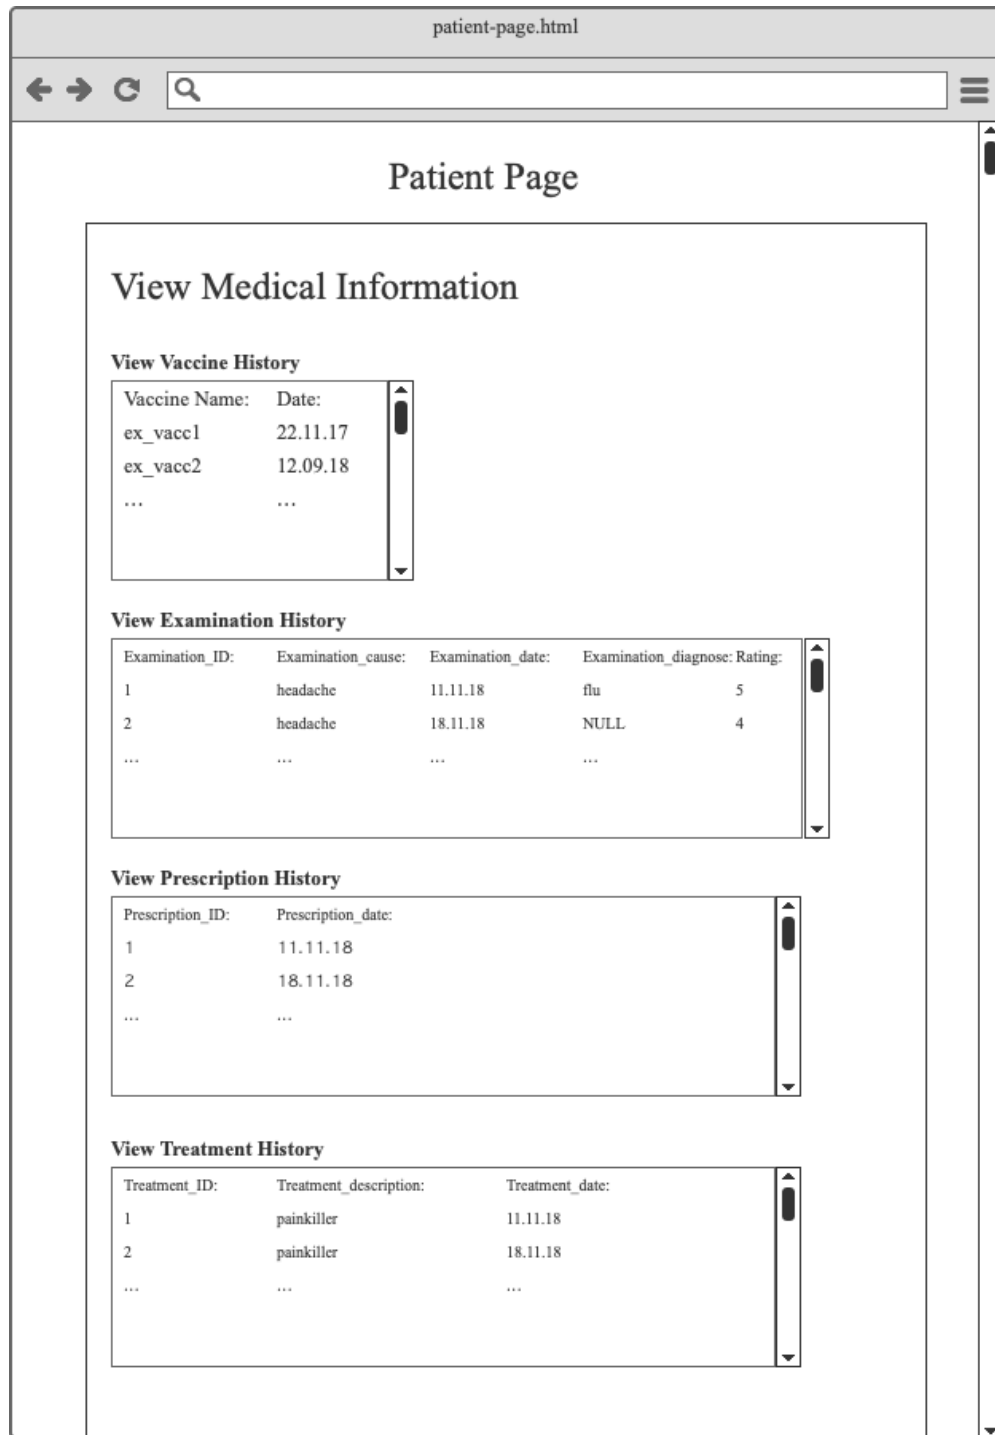 patient-page.html
Patient Page
View Medical Information
View Vaccine History
Vaccine Name: Date:
ex_vacc1 22.11.17
ex_vacc2 12.09.18
... ...
View Examination History
Examination_ID: Examination_cause: Examination_date: Examination_diagnose: Rating:
1 headache 11.11.18 flu 5
2 headache 18.11.18 NULL 4
... ... ... ...
View Prescription History
Prescription_ID: Prescription_date:
1 11.11.18
2 18.11.18
... ...
View Treatment History
Treatment_ID: Treatment_description: Treatment_date:
1 painkiller 11.11.18
2 painkiller 18.11.18
... ... ...